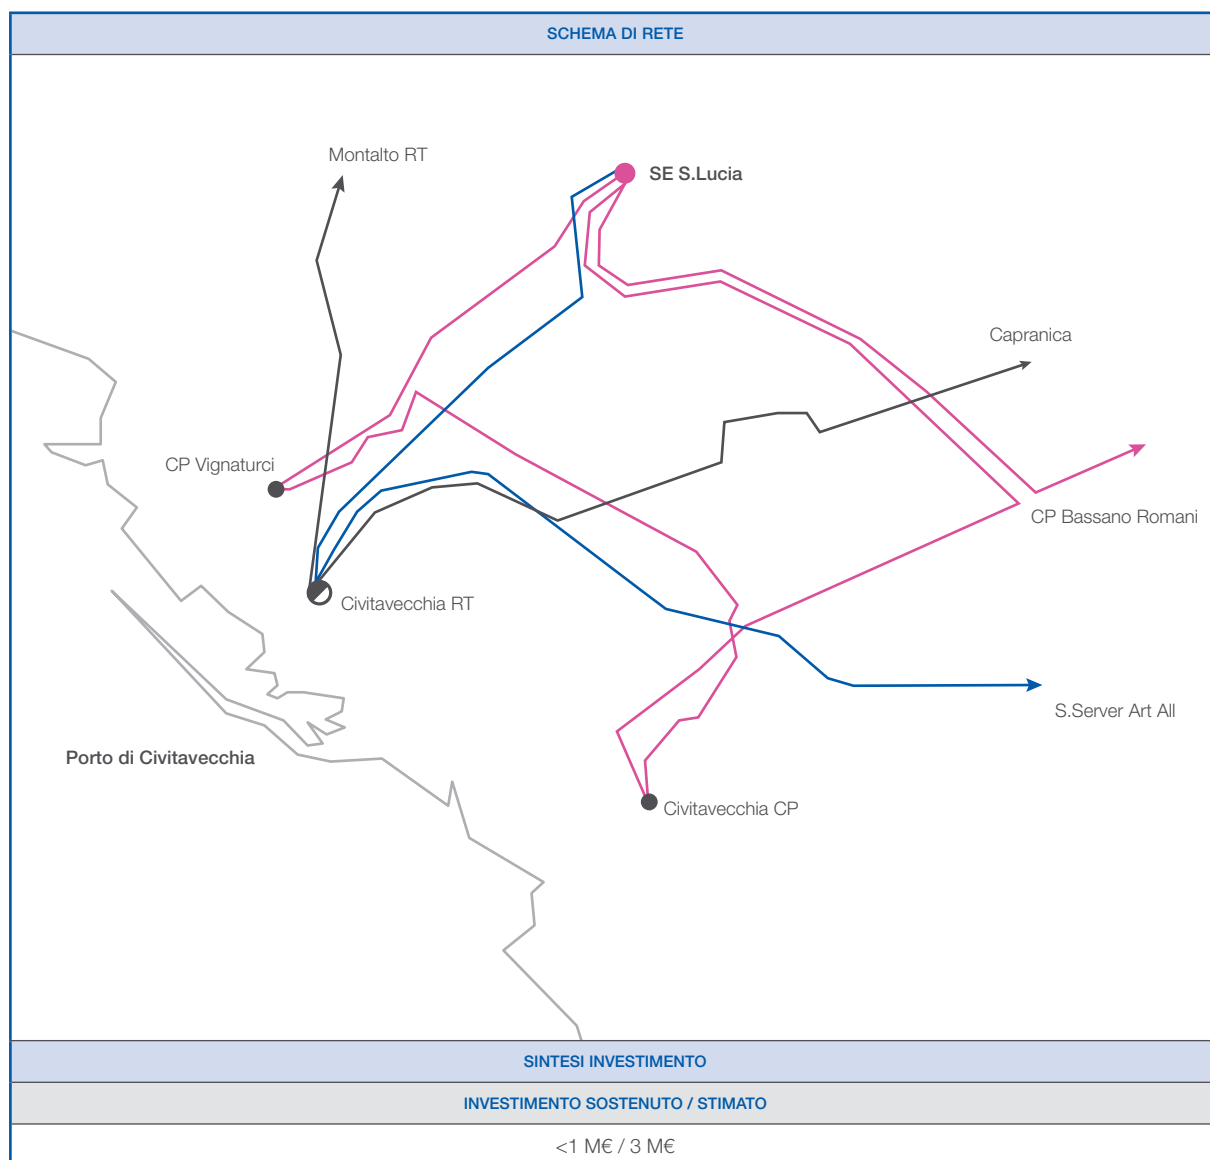 SCHEMA DI RETE
Montalto RT
SE S.Lucia
Capranica
CP Vignaturci
CP Bassano Romani
Civitavecchia RT
S.Server Art All
Porto di Civitavecchia
Civitavecchia CP
SINTESI INVESTIMENTO
INVESTIMENTO SOSTENUTO / STIMATO
<1 M€ / 3 M€